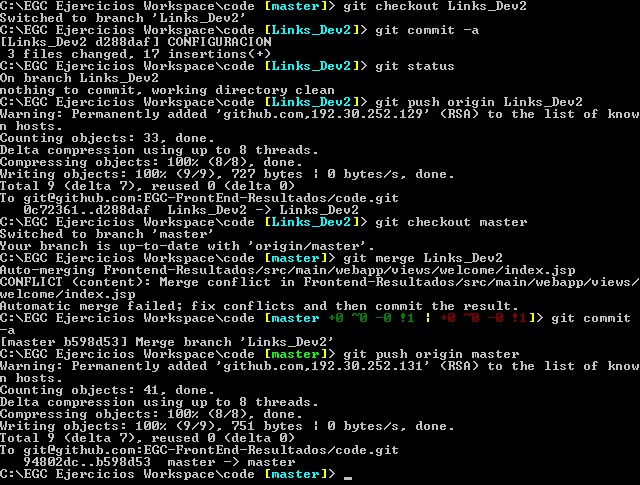 C:\EGC Ejercicios Workspace\code [master]> git checkout Links_Dev2
Switched to branch 'Links_Dev2'
C:\EGC Ejercicios Workspace\code [Links_Dev2]> git commit -a
[Links_Dev2 d288daf] CONFIGURACION
 3 files changed, 17 insertions(+)
C:\EGC Ejercicios Workspace\code [Links_Dev2]> git status
On branch Links_Dev2
nothing to commit, working directory clean
C:\EGC Ejercicios Workspace\code [Links_Dev2]> git push origin Links_Dev2
Warning: Permanently added 'github.com,192.30.252.129' (RSA) to the list of know
n hosts.
Counting objects: 33, done.
Delta compression using up to 8 threads.
Compressing objects: 100% (8/8), done.
Writing objects: 100% (9/9), 727 bytes | 0 bytes/s, done.
Total 9 (delta 7), reused 0 (delta 0)
To git@github.com:EGC-FrontEnd-Resultados/code.git
   0c72361..d288daf  Links_Dev2 -> Links_Dev2
C:\EGC Ejercicios Workspace\code [Links_Dev2]> git checkout master
Switched to branch 'master'
Your branch is up-to-date with 'origin/master'.
C:\EGC Ejercicios Workspace\code [master]> git merge Links_Dev2
Auto-merging Frontend-Resultados/src/main/webapp/views/welcome/index.jsp
CONFLICT (content): Merge conflict in Frontend-Resultados/src/main/webapp/views/
welcome/index.jsp
Automatic merge failed; fix conflicts and then commit the result.
C:\EGC Ejercicios Workspace\code [master +0 ~0 -0 !1 | +0 ~0 -0 !1]> git commit
-a
[master b598d53] Merge branch 'Links_Dev2'
C:\EGC Ejercicios Workspace\code [master]> git push origin master
Warning: Permanently added 'github.com,192.30.252.131' (RSA) to the list of know
n hosts.
Counting objects: 41, done.
Delta compression using up to 8 threads.
Compressing objects: 100% (8/8), done.
Writing objects: 100% (9/9), 751 bytes | 0 bytes/s, done.
Total 9 (delta 7), reused 0 (delta 0)
To git@github.com:EGC-FrontEnd-Resultados/code.git
   94802dc..b598d53  master -> master
C:\EGC Ejercicios Workspace\code [master]> _